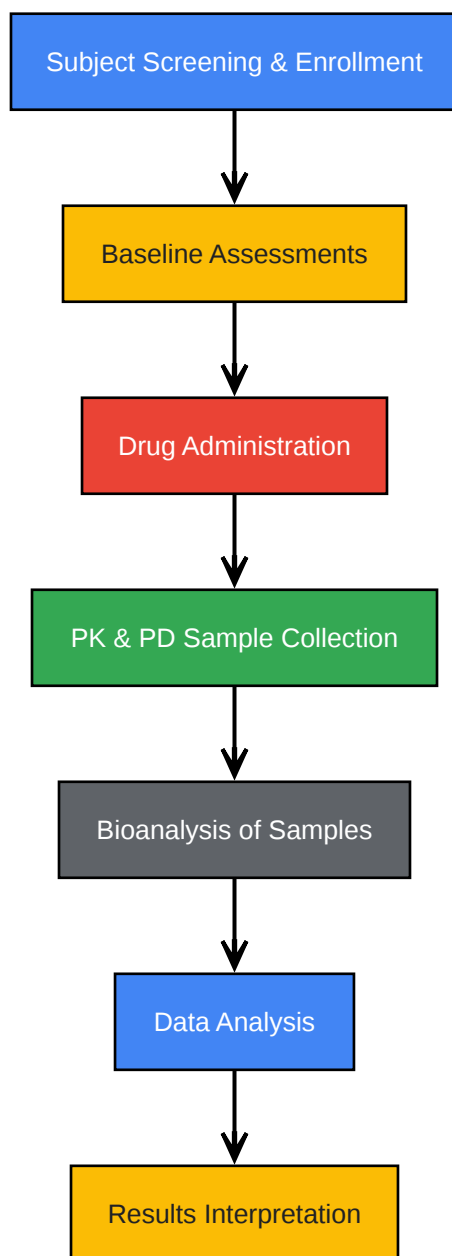 Subject Screening & Enrollment
Baseline Assessments
Drug Administration
PK & PD Sample Collection
Bioanalysis of Samples
Data Analysis
Results Interpretation